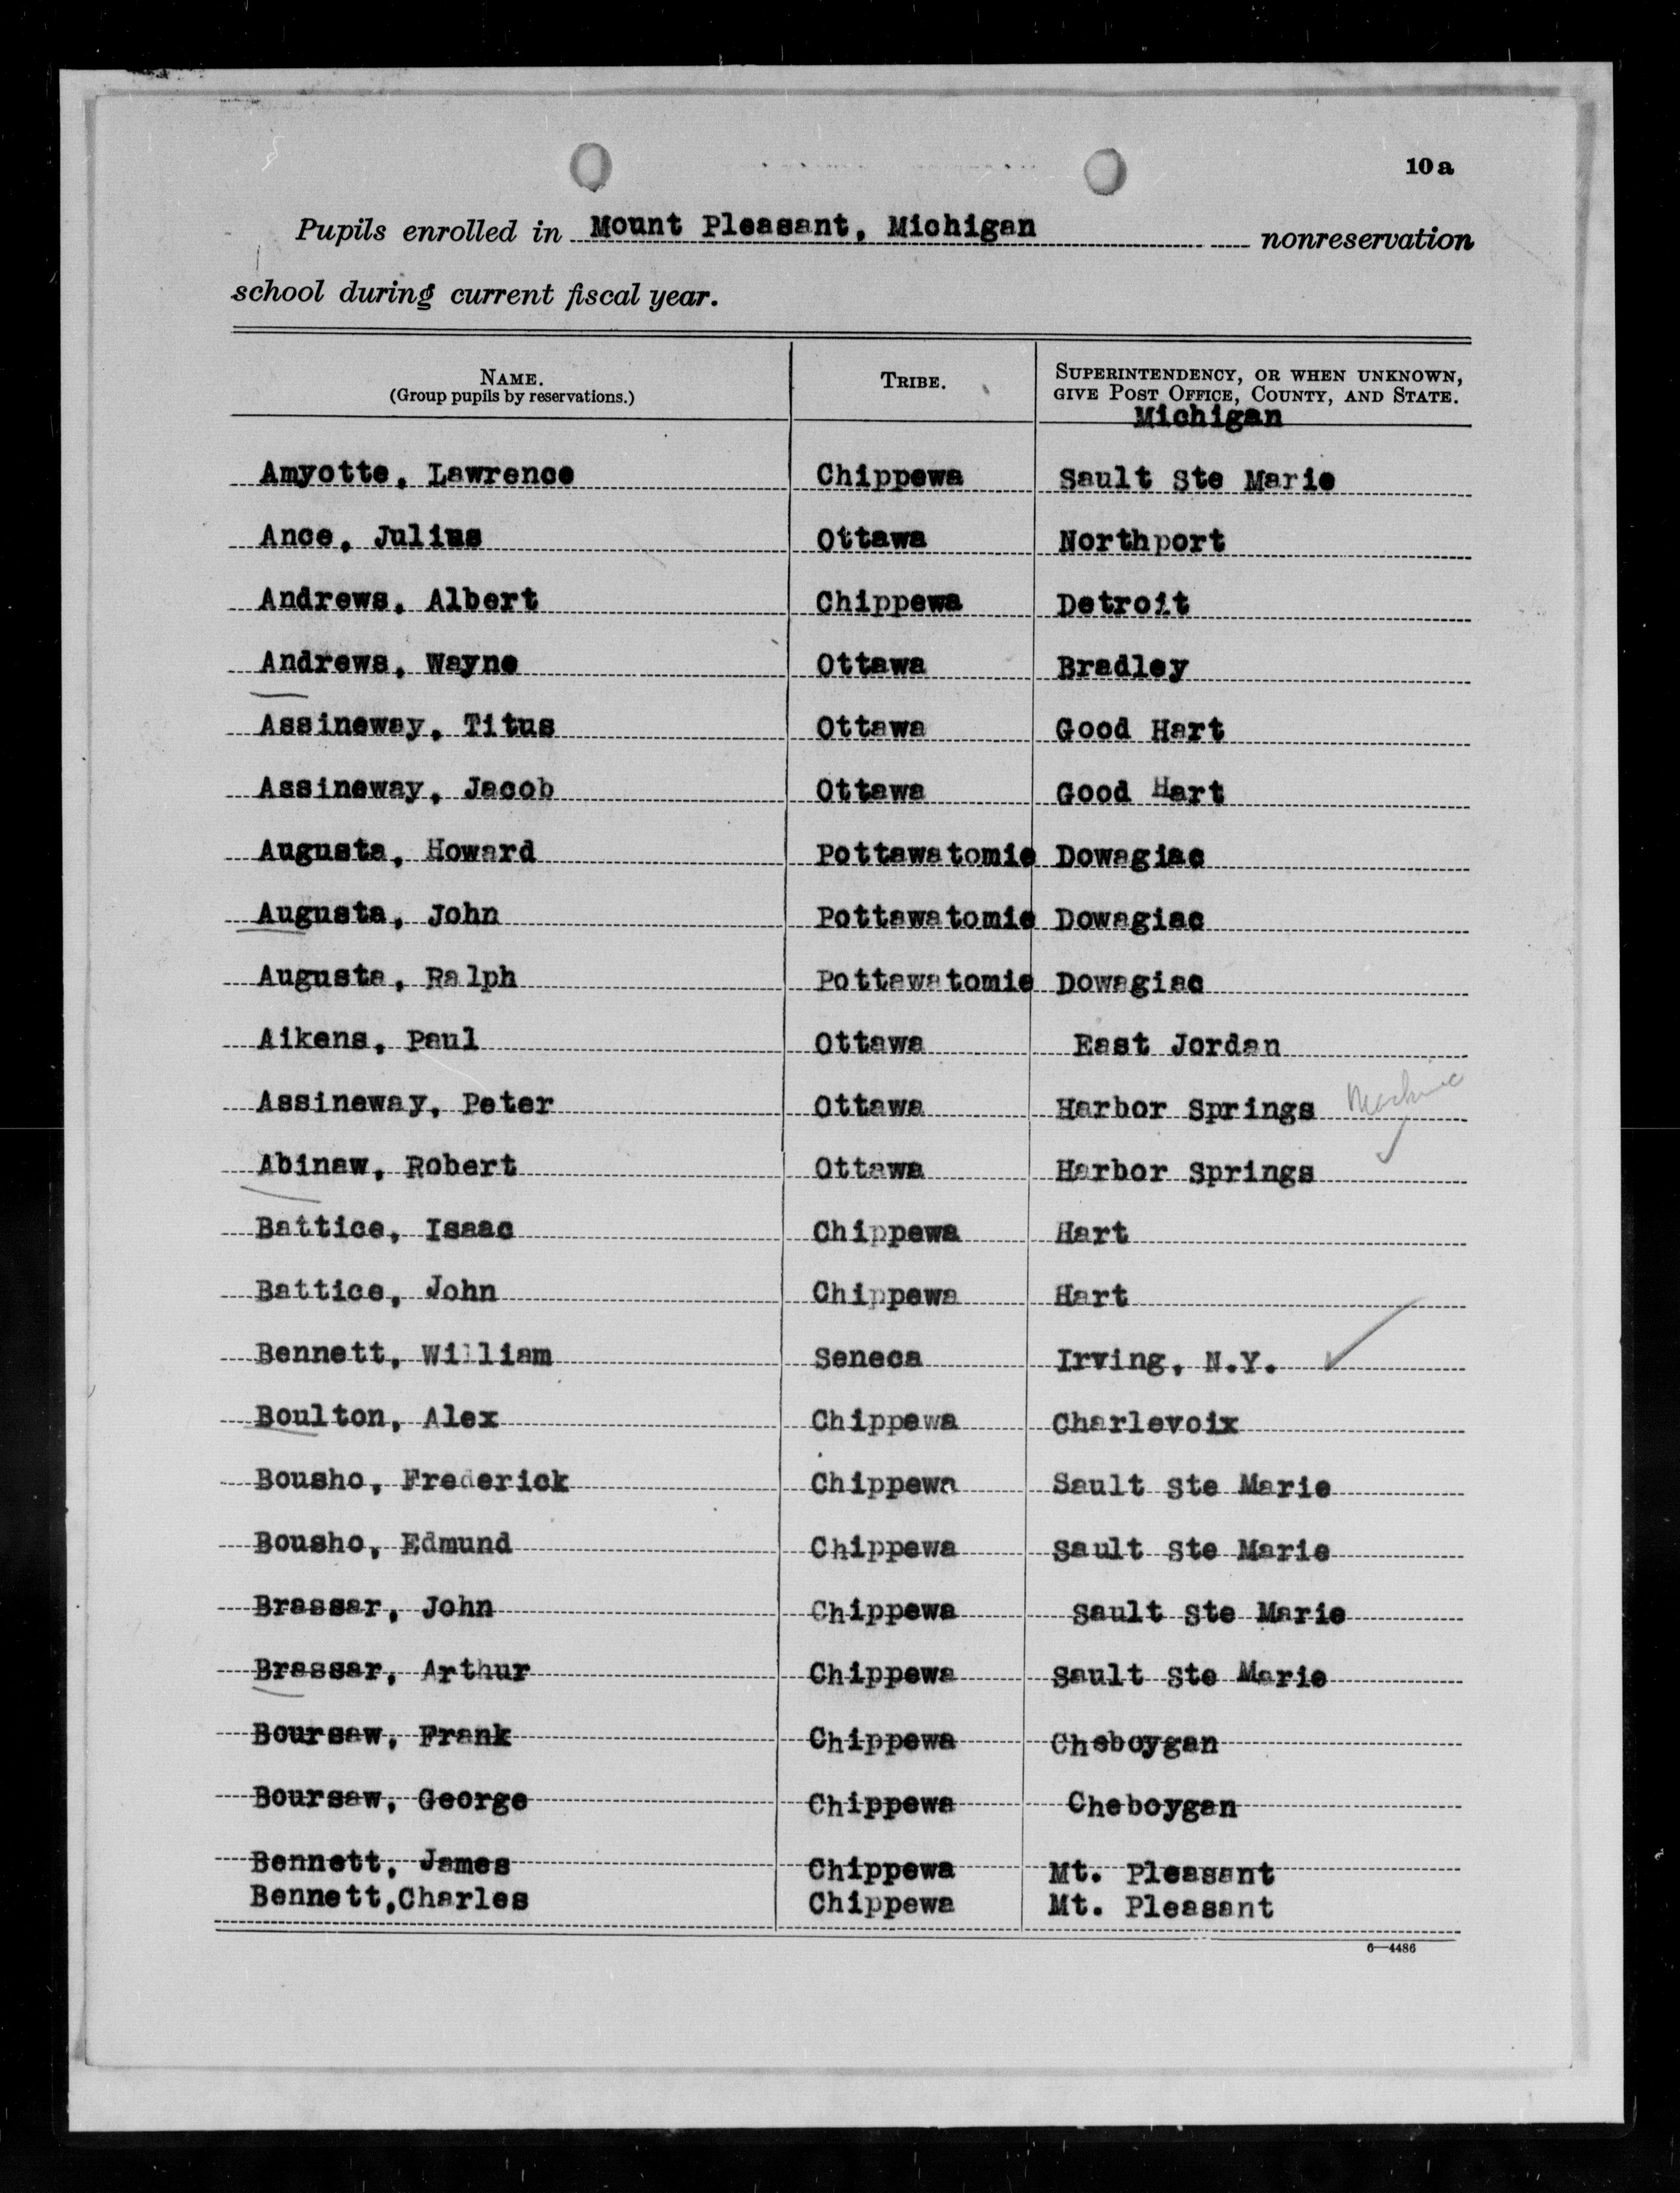 10a
Pupils enrolled in Mount Pleasant, Michigan nonreservation
school during current fiscal year.
NAME. (Group pupils by reservations.) TRIBE. SUPERINTENDENCY, OR WHEN UNKNOWN, GIVE POST OFFICE, COUNTY, AND STATE.
Michigan
Amyotte, Lawrence Chippewa Sault Ste Marie
Ance, Julius Ottawa Northport
Andrews, Albert Chippewa Detroit
Andrews, Wayne Ottawa Bradley
Assineway, Titus Ottawa Good Hart
Assineway, Jacob Ottawa Good Hart
Augusta, Howard Pottawatomie Dowagiac
Augusta, John Pottawatomie Dowagiac
Augusta, Ralph Pottawatomie Dowagiac
Aikens, Paul Ottawa East Jordan
Assineway, Peter Ottawa Harbor Springs
Abinaw, Robert Ottawa Harbor Springs
Battice, Isaac Chippewa Hart
Battice, John Chippewa Hart
Bennett, William Seneca Irving, N.Y.
Boulton, Alex Chippewa Charlevoix
Bousho, Frederick Chippewa Sault Ste Marie
Bousho, Edmund Chippewa Sault Ste Marie
Brassar, John Chippewa Sault Ste Marie
Brassar, Arthur Chippewa Sault Ste Marie
Boursaw, Frank Chippewa Cheboygan
Boursaw, George Chippewa Cheboygan
Bennett, James Chippewa Mt. Pleasant
Bennett,Charles Chippewa Mt. Pleasant
6—4486